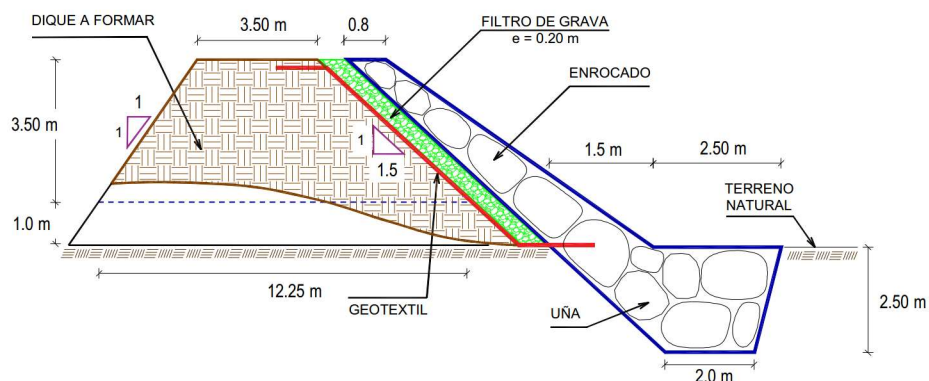 DIQUE A FORMAR
3.50 m
0.8
FILTRO DE GRAVA
e = 0.20 m
ENROCADO
1
1
3.50 m
1
1.5
1.5 m
2.50 m
TERRENO
NATURAL
1.0 m
12.25 m
GEOTEXTIL
UÑA
2.50 m
2.0 m